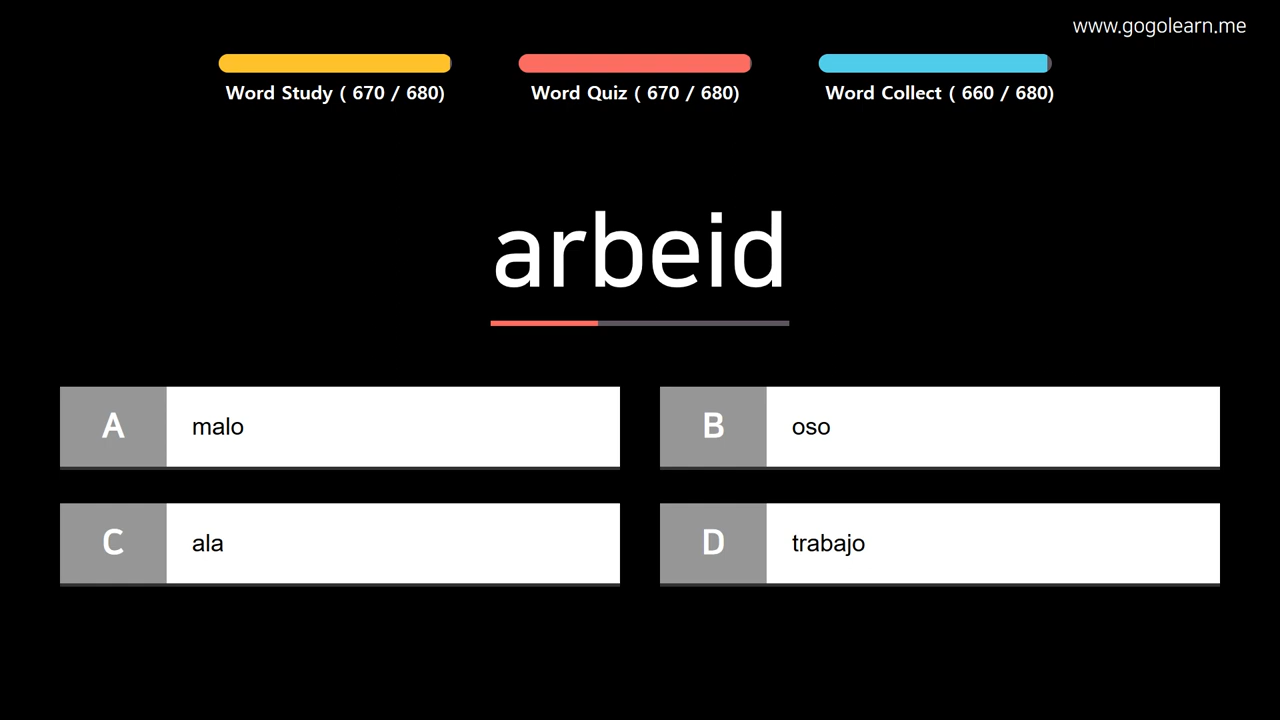 www.gogolearn.me
Word Study ( 670 / 680)
Word Quiz ( 670 / 680)
Word Collect ( 660 / 680)
arbeid
A malo
B oso
C ala
D trabajo